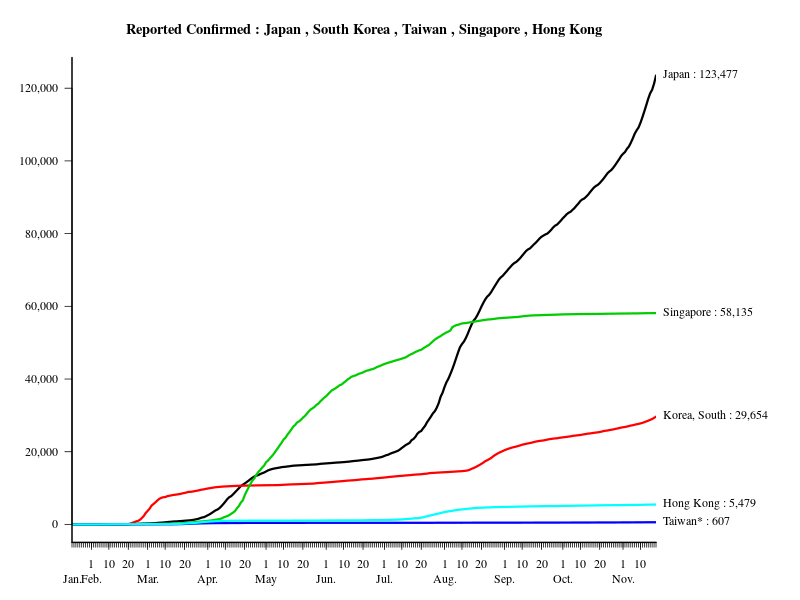 Reported Confirmed : Japan , South Korea , Taiwan , Singapore , Hong Kong
Japan : 123,477
120,000
100,000
80,000
60,000
Singapore : 58,135
40,000
Korea, South : 29,654
20,000
Hong Kong : 5,479
0
Taiwan* : 607
1 10 20 1 10 20 1 10 20 1 10 20 1 10 20 1 10 20 1 10 20 1 10 20 1 10 20 1 10
Jan. Feb. Mar. Apr. May Jun. Jul. Aug. Sep. Oct. Nov.